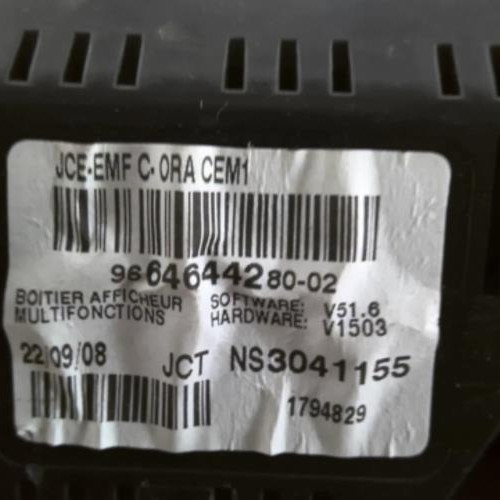 JCE-EMF C-ORA CEM1
9664644280-02
BOITIER AFFICHEUR SOFTWARE: V51.6
MULTIFONCTIONS HARDWARE: V1503
22/09/08 JCT NS3041155
1794829